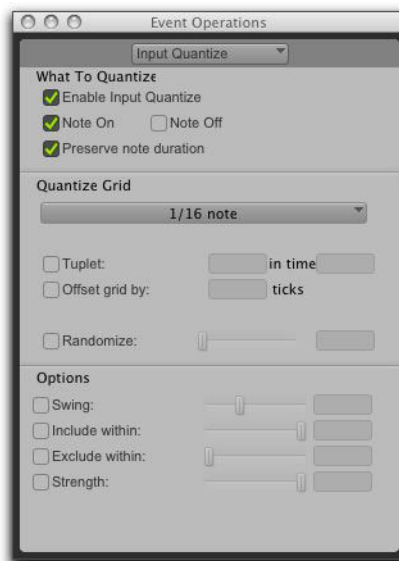 Event Operations
Input Quantize
What To Quantize
Enable Input Quantize
Note On Note Off
Preserve note duration
Quantize Grid
1/16 note
Tuplet: in time
Offset grid by: ticks
Randomize:
Options
Swing:
Include within:
Exclude within:
Strength: